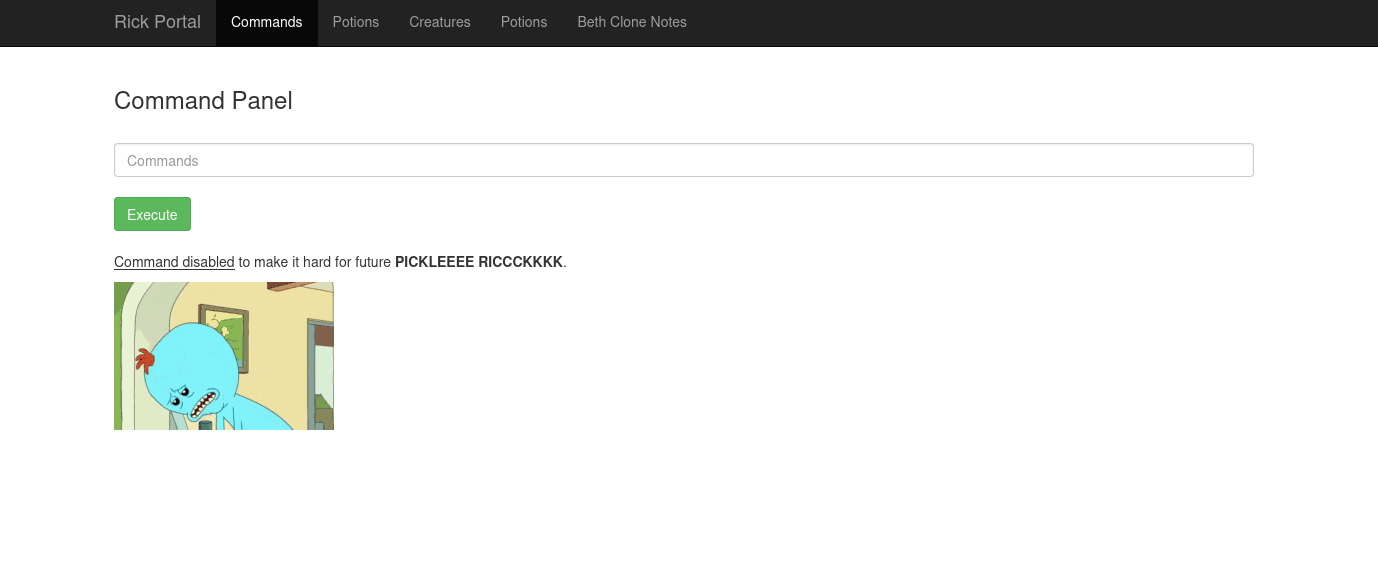 Rick Portal Commands Potions Creatures Potions Beth Clone Notes
Command Panel
Commands
Execute
Command disabled to make it hard for future PICKLEEEE RICCCKKKK.